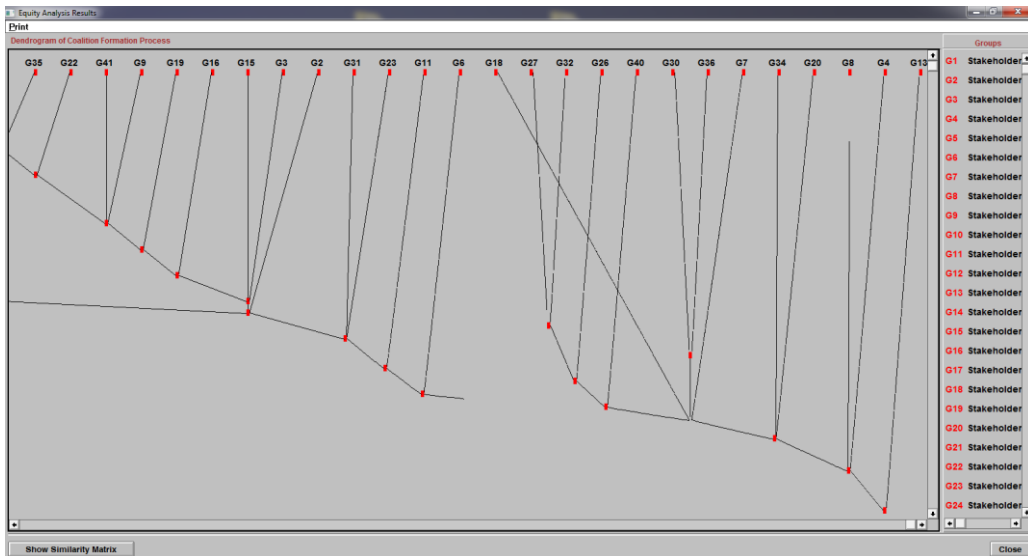 Equity Analysis Results
Print
Dendrogram of Coalition Formation Process
G35 G22 G41 G9 G19 G16 G15 G3 G2 G31 G23 G11 G6 G18 G27 G32 G26 G40 G30 G36 G7 G34 G20 G8 G4 G13
Groups
G1 Stakeholder
G2 Stakeholder
G3 Stakeholder
G4 Stakeholder
G5 Stakeholder
G6 Stakeholder
G7 Stakeholder
G8 Stakeholder
G9 Stakeholder
G10 Stakeholder
G11 Stakeholder
G12 Stakeholder
G13 Stakeholder
G14 Stakeholder
G15 Stakeholder
G16 Stakeholder
G17 Stakeholder
G18 Stakeholder
G19 Stakeholder
G20 Stakeholder
G21 Stakeholder
G22 Stakeholder
G23 Stakeholder
G24 Stakeholder
Show Similarity Matrix
Close